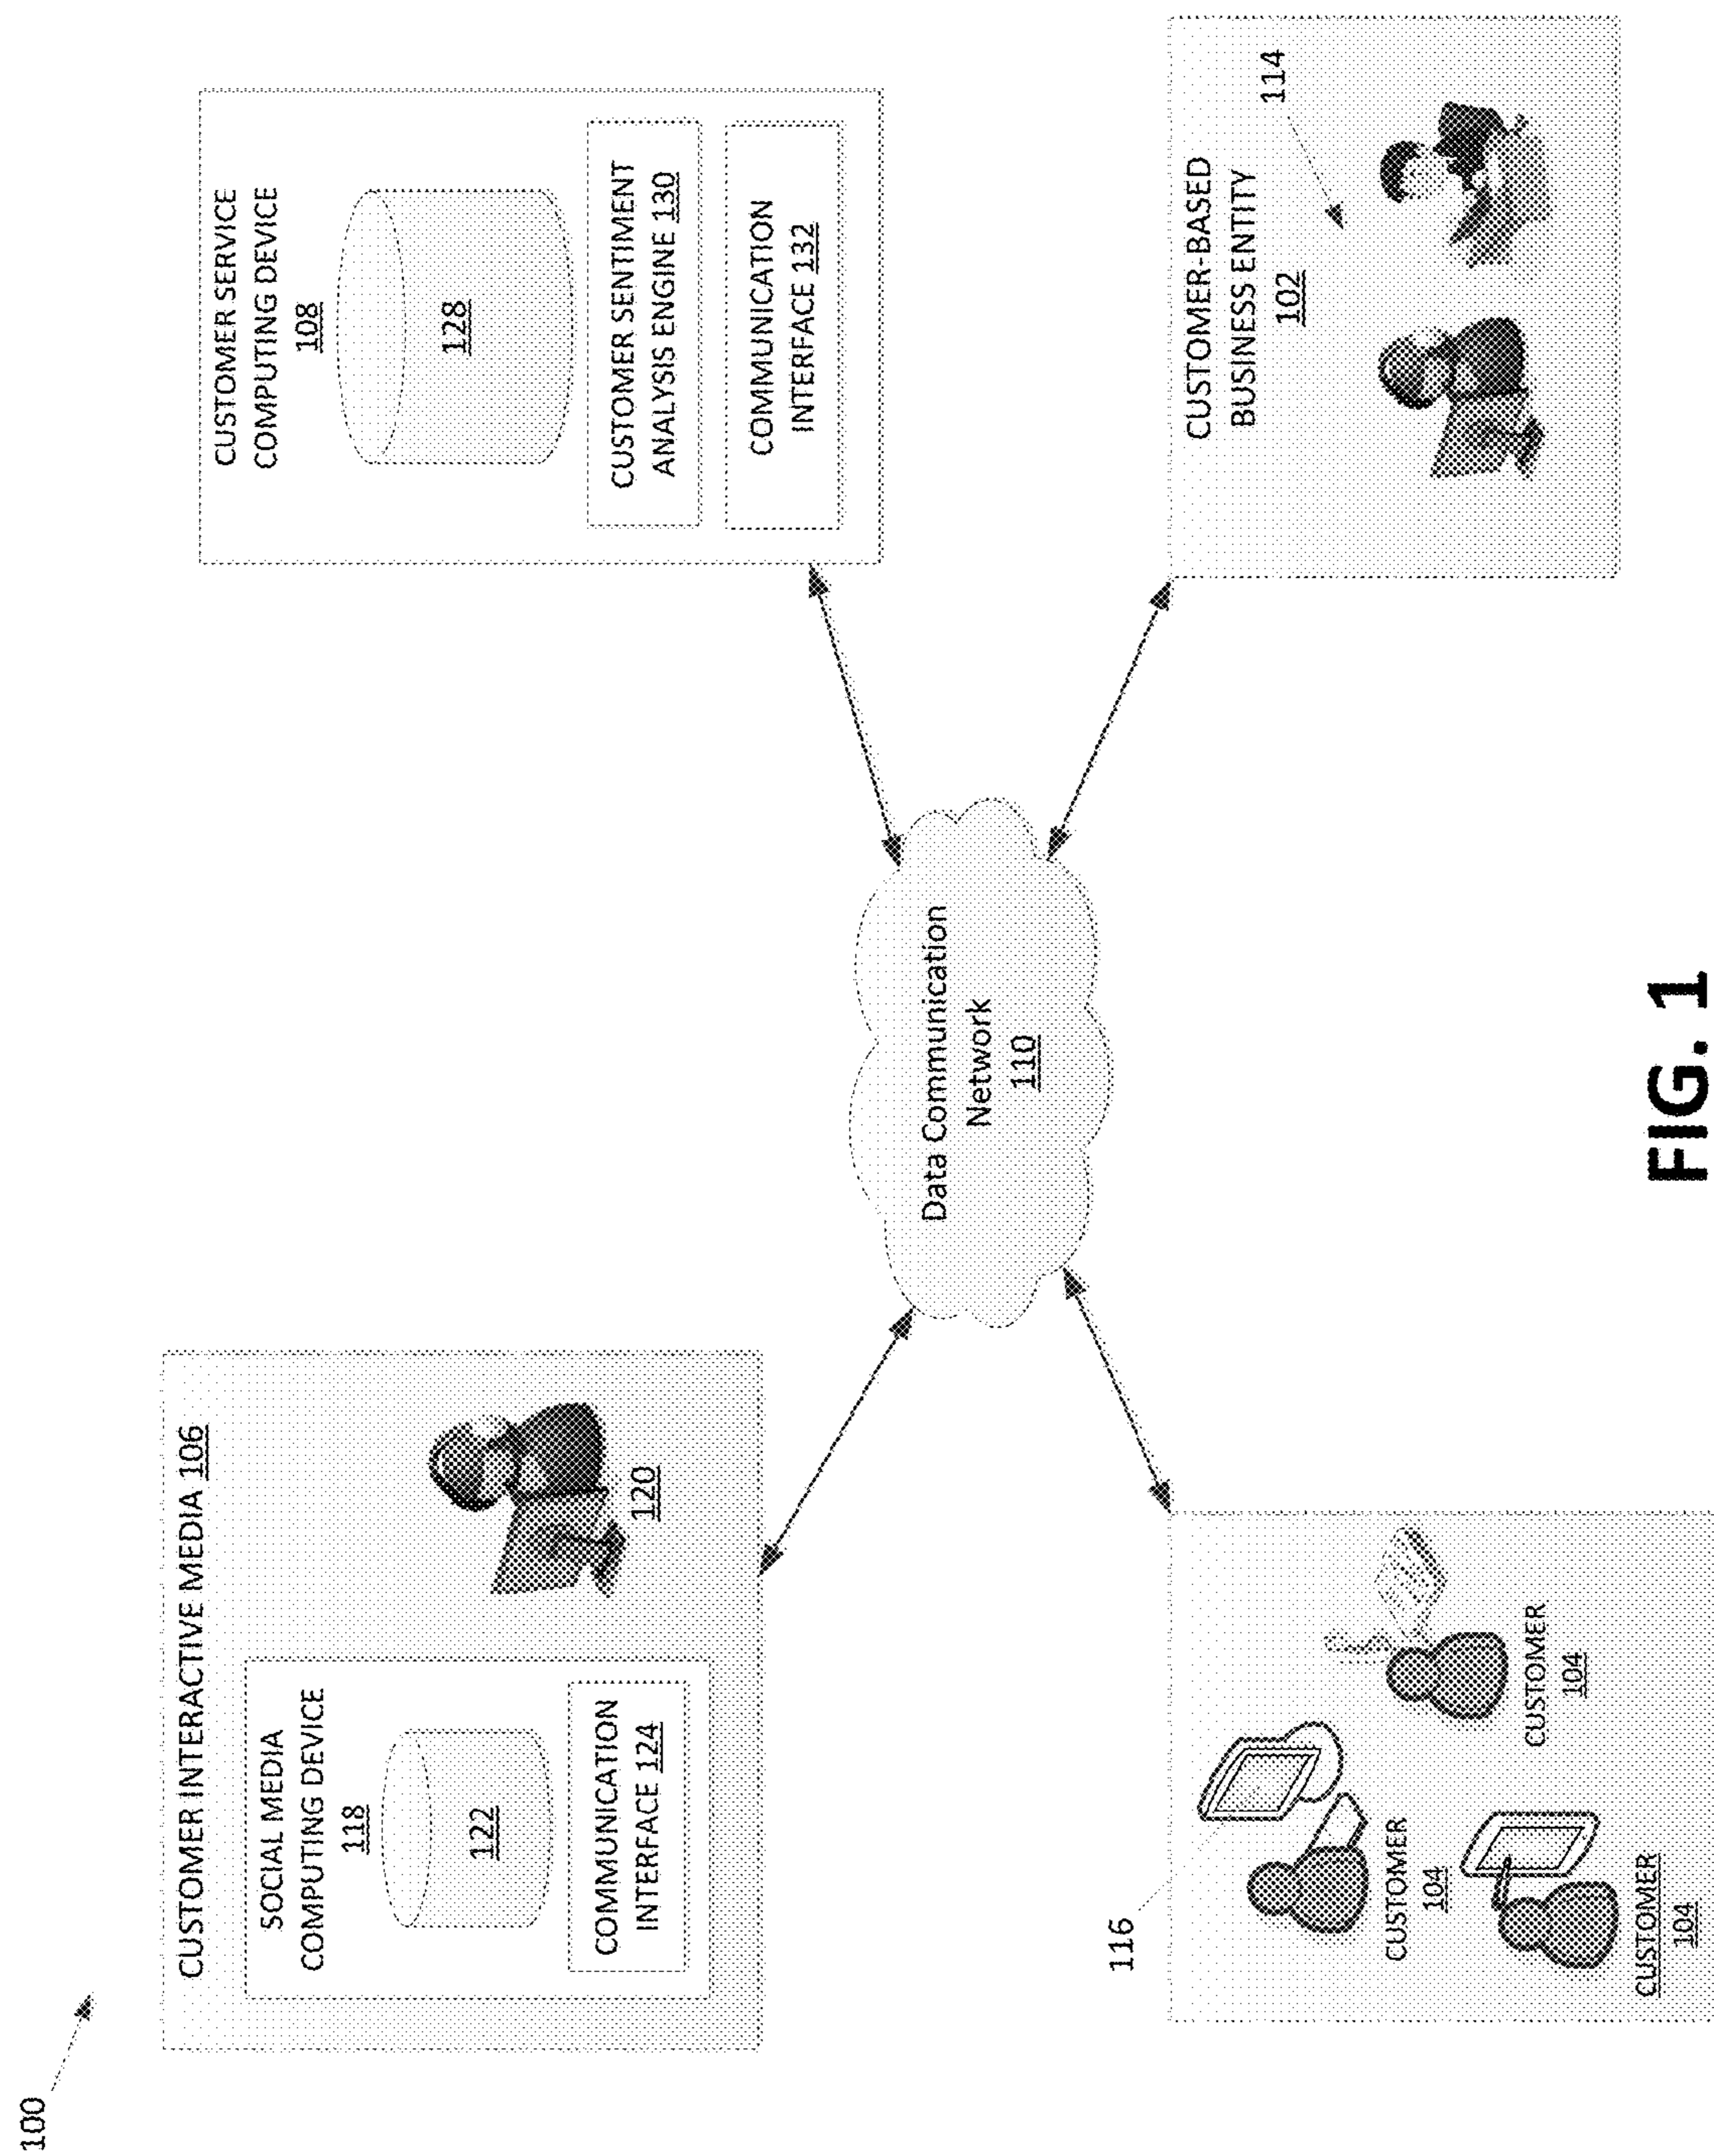 100
CUSTOMER INTERACTIVE MEDIA 106
SOCIAL MEDIA
COMPUTING DEVICE
118
122
COMMUNICATION
INTERFACE 124
120
CUSTOMER SERVICE
COMPUTING DEVICE
108
128
CUSTOMER SENTIMENT
ANALYSIS ENGINE 130
COMMUNICATION
INTERFACE 132
Data Communication
Network
110
116
CUSTOMER
104
CUSTOMER
104
CUSTOMER
104
CUSTOMER-BASED
BUSINESS ENTITY
102
114
FIG. 1